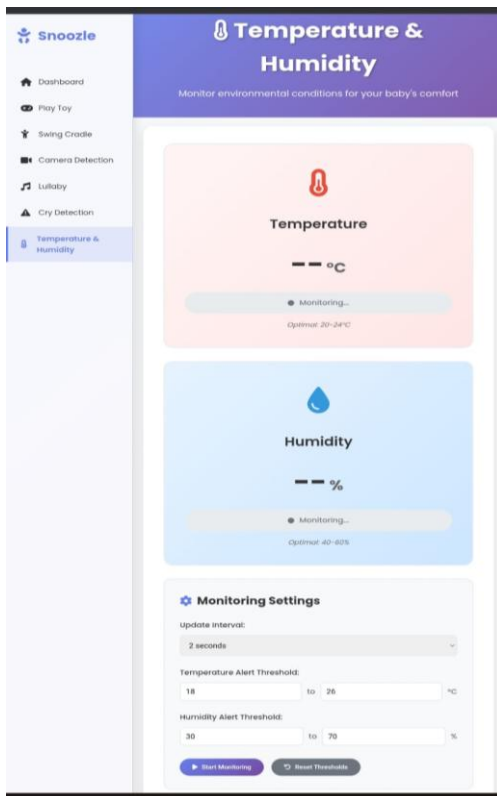 Snoozle
Dashboard
Play Toy
Swing Cradle
Camera Detection
Lullaby
Cry Detection
Temperature &
Humidity
Temperature &
Humidity
Monitor environmental conditions for your baby's comfort
Temperature
-- °C
Monitoring...
Optimal: 20-24°C
Humidity
-- %
Monitoring...
Optimal: 40-60%
Monitoring Settings
Update Interval:
2 seconds
Temperature Alert Threshold:
18 to 26 °C
Humidity Alert Threshold:
30 to 70 %
Start Monitoring Reset Thresholds